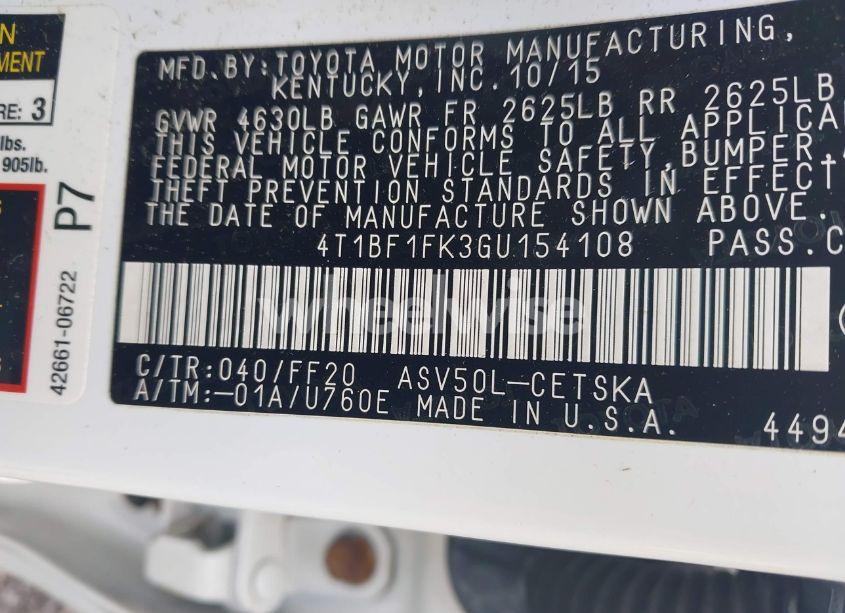 N
MENT
RE: 3
lbs.
905lb.
P7
42661-06722
MFD. BY: TOYOTA MOTOR MANUFACTURING,
KENTUCKY, INC. 10/15
GVWR 4630LB GAWR FR 2625LB RR 2625LB
THIS VEHICLE CONFORMS TO ALL APPLICA
FEDERAL MOTOR VEHICLE SAFETY, BUMPER,
THEFT PREVENTION STANDARDS IN EFFECT
THE DATE OF MANUFACTURE SHOWN ABOVE.
4T1BF1FK3GU154108 PASS.C
wheelwise
C/TR: 040/FF20 ASV50L-CETSKA
A/TM:-01A/U760E MADE IN U.S.A.
4494